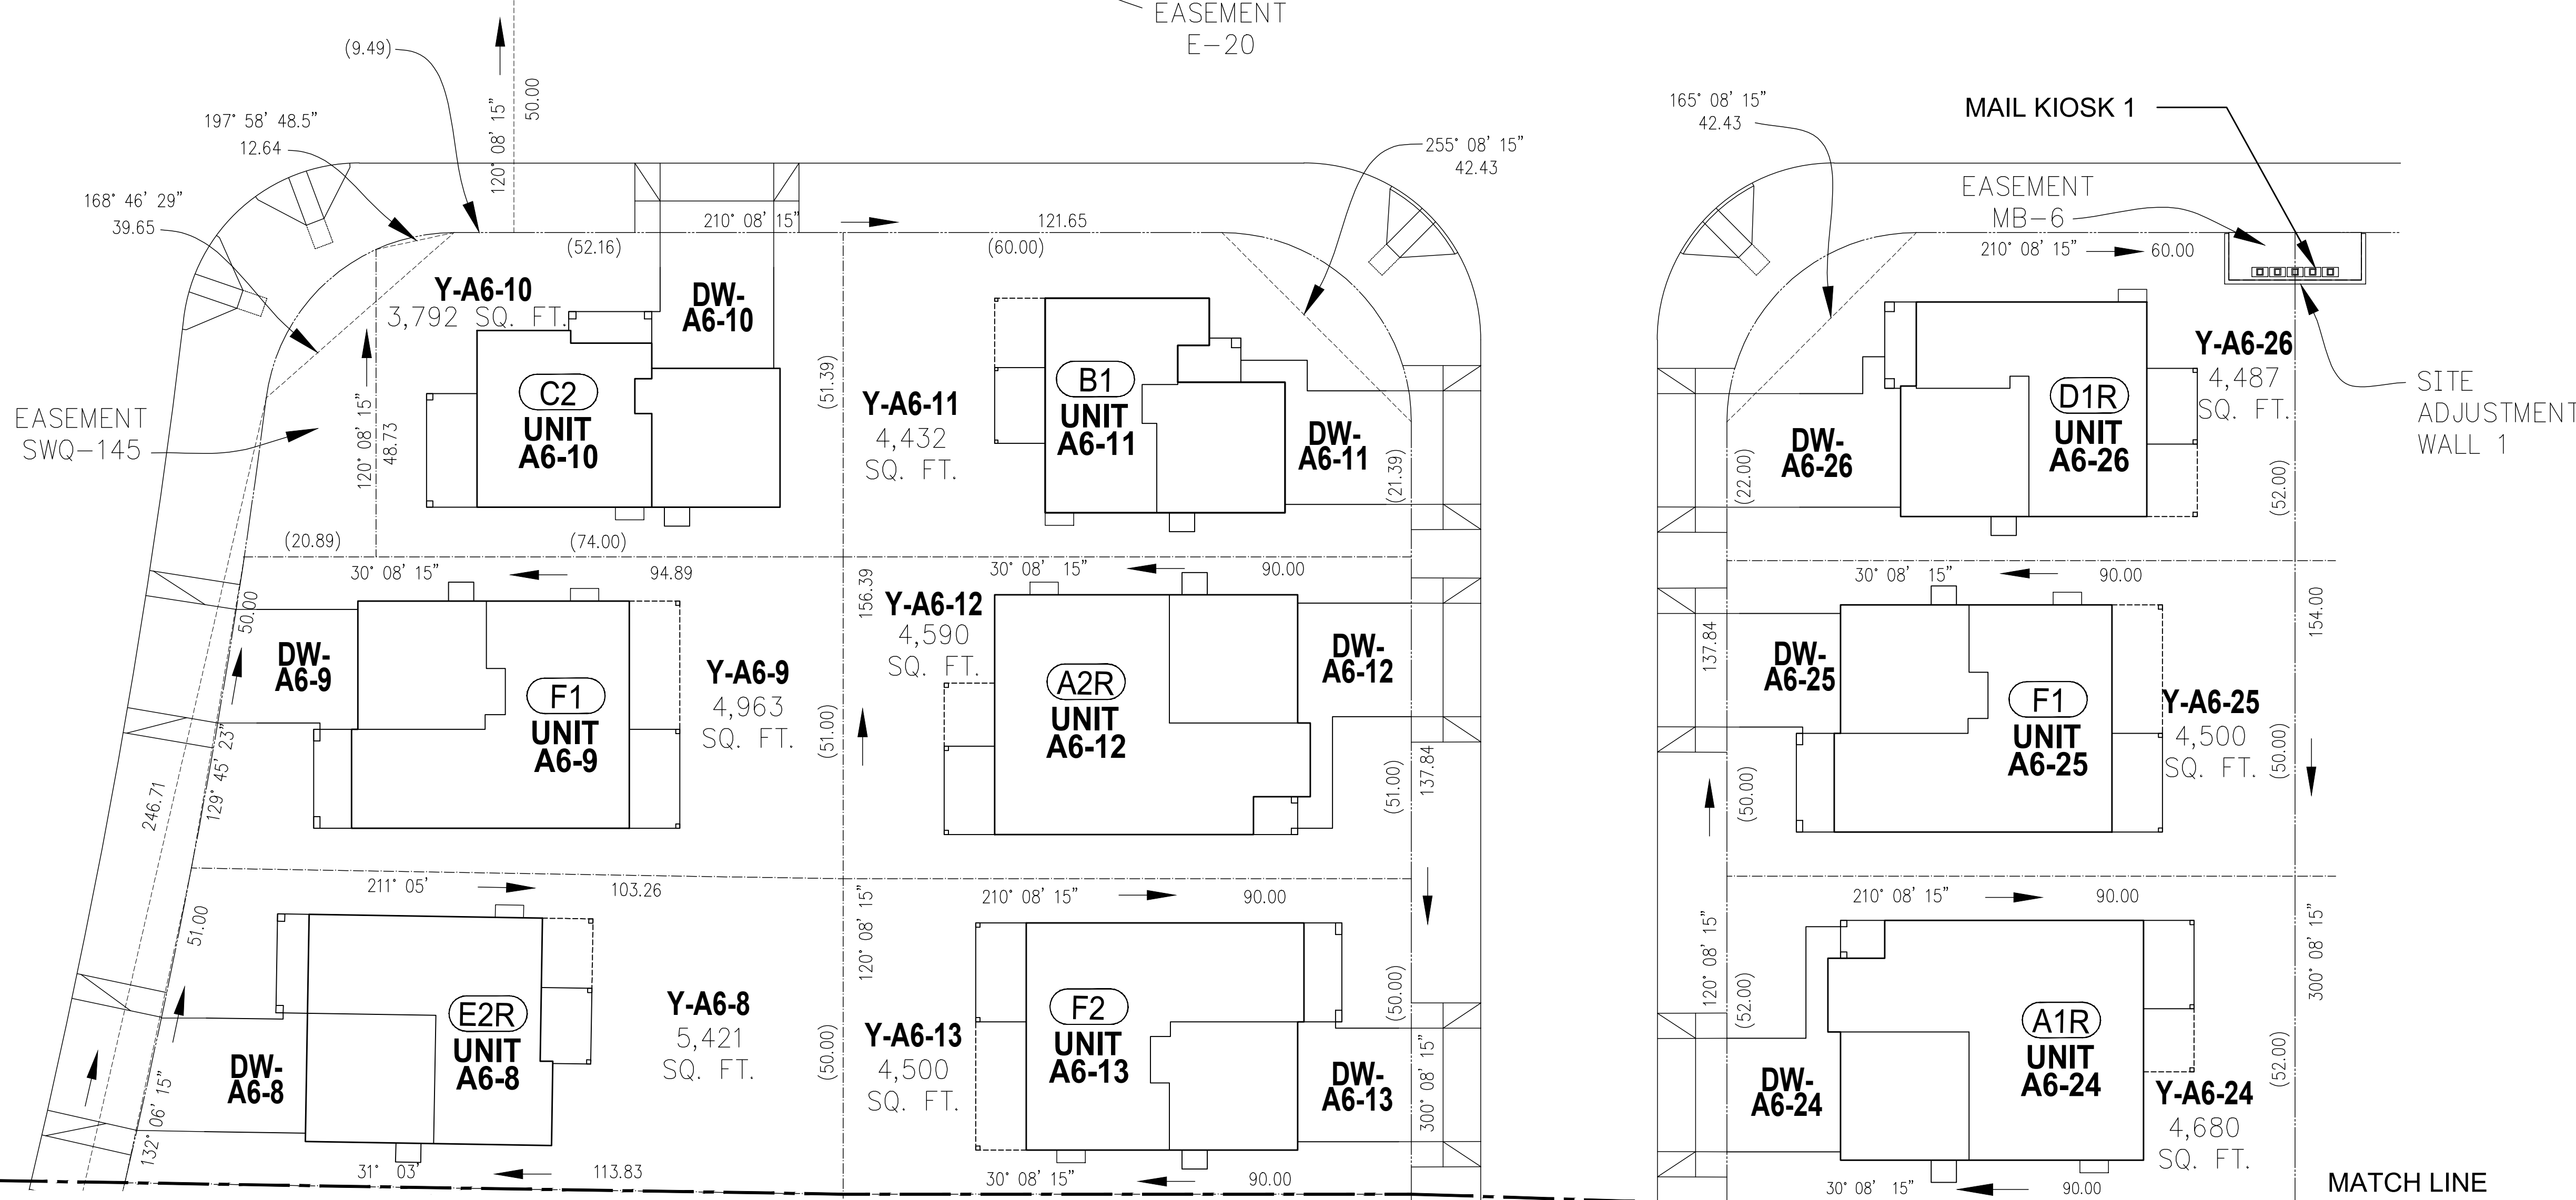 EASEMENT
E-20
(9.49)
120° 08' 15"
50.00
197° 58' 48.5"
12.64
168° 46' 29"
39.65
255° 08' 15"
42.43
165° 08' 15"
42.43
MAIL KIOSK 1
EASEMENT
MB-6
210° 08' 15"
121.65
(52.16)
(60.00)
210° 08' 15"
60.00
Y-A6-10
3,792 SQ. FT.
DW-
A6-10
C2
UNIT
A6-10
(51.39)
Y-A6-11
4,432
SQ. FT.
B1
UNIT
A6-11
DW-
A6-11
(21.39)
EASEMENT
SWQ-145
120° 08' 15"
48.73
(20.89)
(74.00)
(22.00)
DW-
A6-26
D1R
UNIT
A6-26
Y-A6-26
4,487
SQ. FT.
(52.00)
SITE
ADJUSTMENT
WALL 1
30° 08' 15"
94.89
30° 08' 15"
90.00
30° 08' 15"
90.00
50.00
129° 45' 23"
246.71
DW-
A6-9
F1
UNIT
A6-9
Y-A6-9
4,963
SQ. FT.
156.39
(51.00)
Y-A6-12
4,590
SQ. FT.
A2R
UNIT
A6-12
DW-
A6-12
(51.00)
137.84
137.84
(50.00)
DW-
A6-25
F1
UNIT
A6-25
Y-A6-25
4,500
SQ. FT.
(50.00)
154.00
211° 05'
103.26
210° 08' 15"
90.00
210° 08' 15"
90.00
51.00
132° 06' 15"
DW-
A6-8
E2R
UNIT
A6-8
Y-A6-8
5,421
SQ. FT.
120° 08' 15"
(50.00)
Y-A6-13
4,500
SQ. FT.
F2
UNIT
A6-13
DW-
A6-13
(50.00)
300° 08' 15"
120° 08' 15"
(52.00)
DW-
A6-24
A1R
UNIT
A6-24
Y-A6-24
4,680
SQ. FT.
(52.00)
300° 08' 15"
31° 03'
113.83
30° 08' 15"
90.00
30° 08' 15"
90.00
MATCH LINE